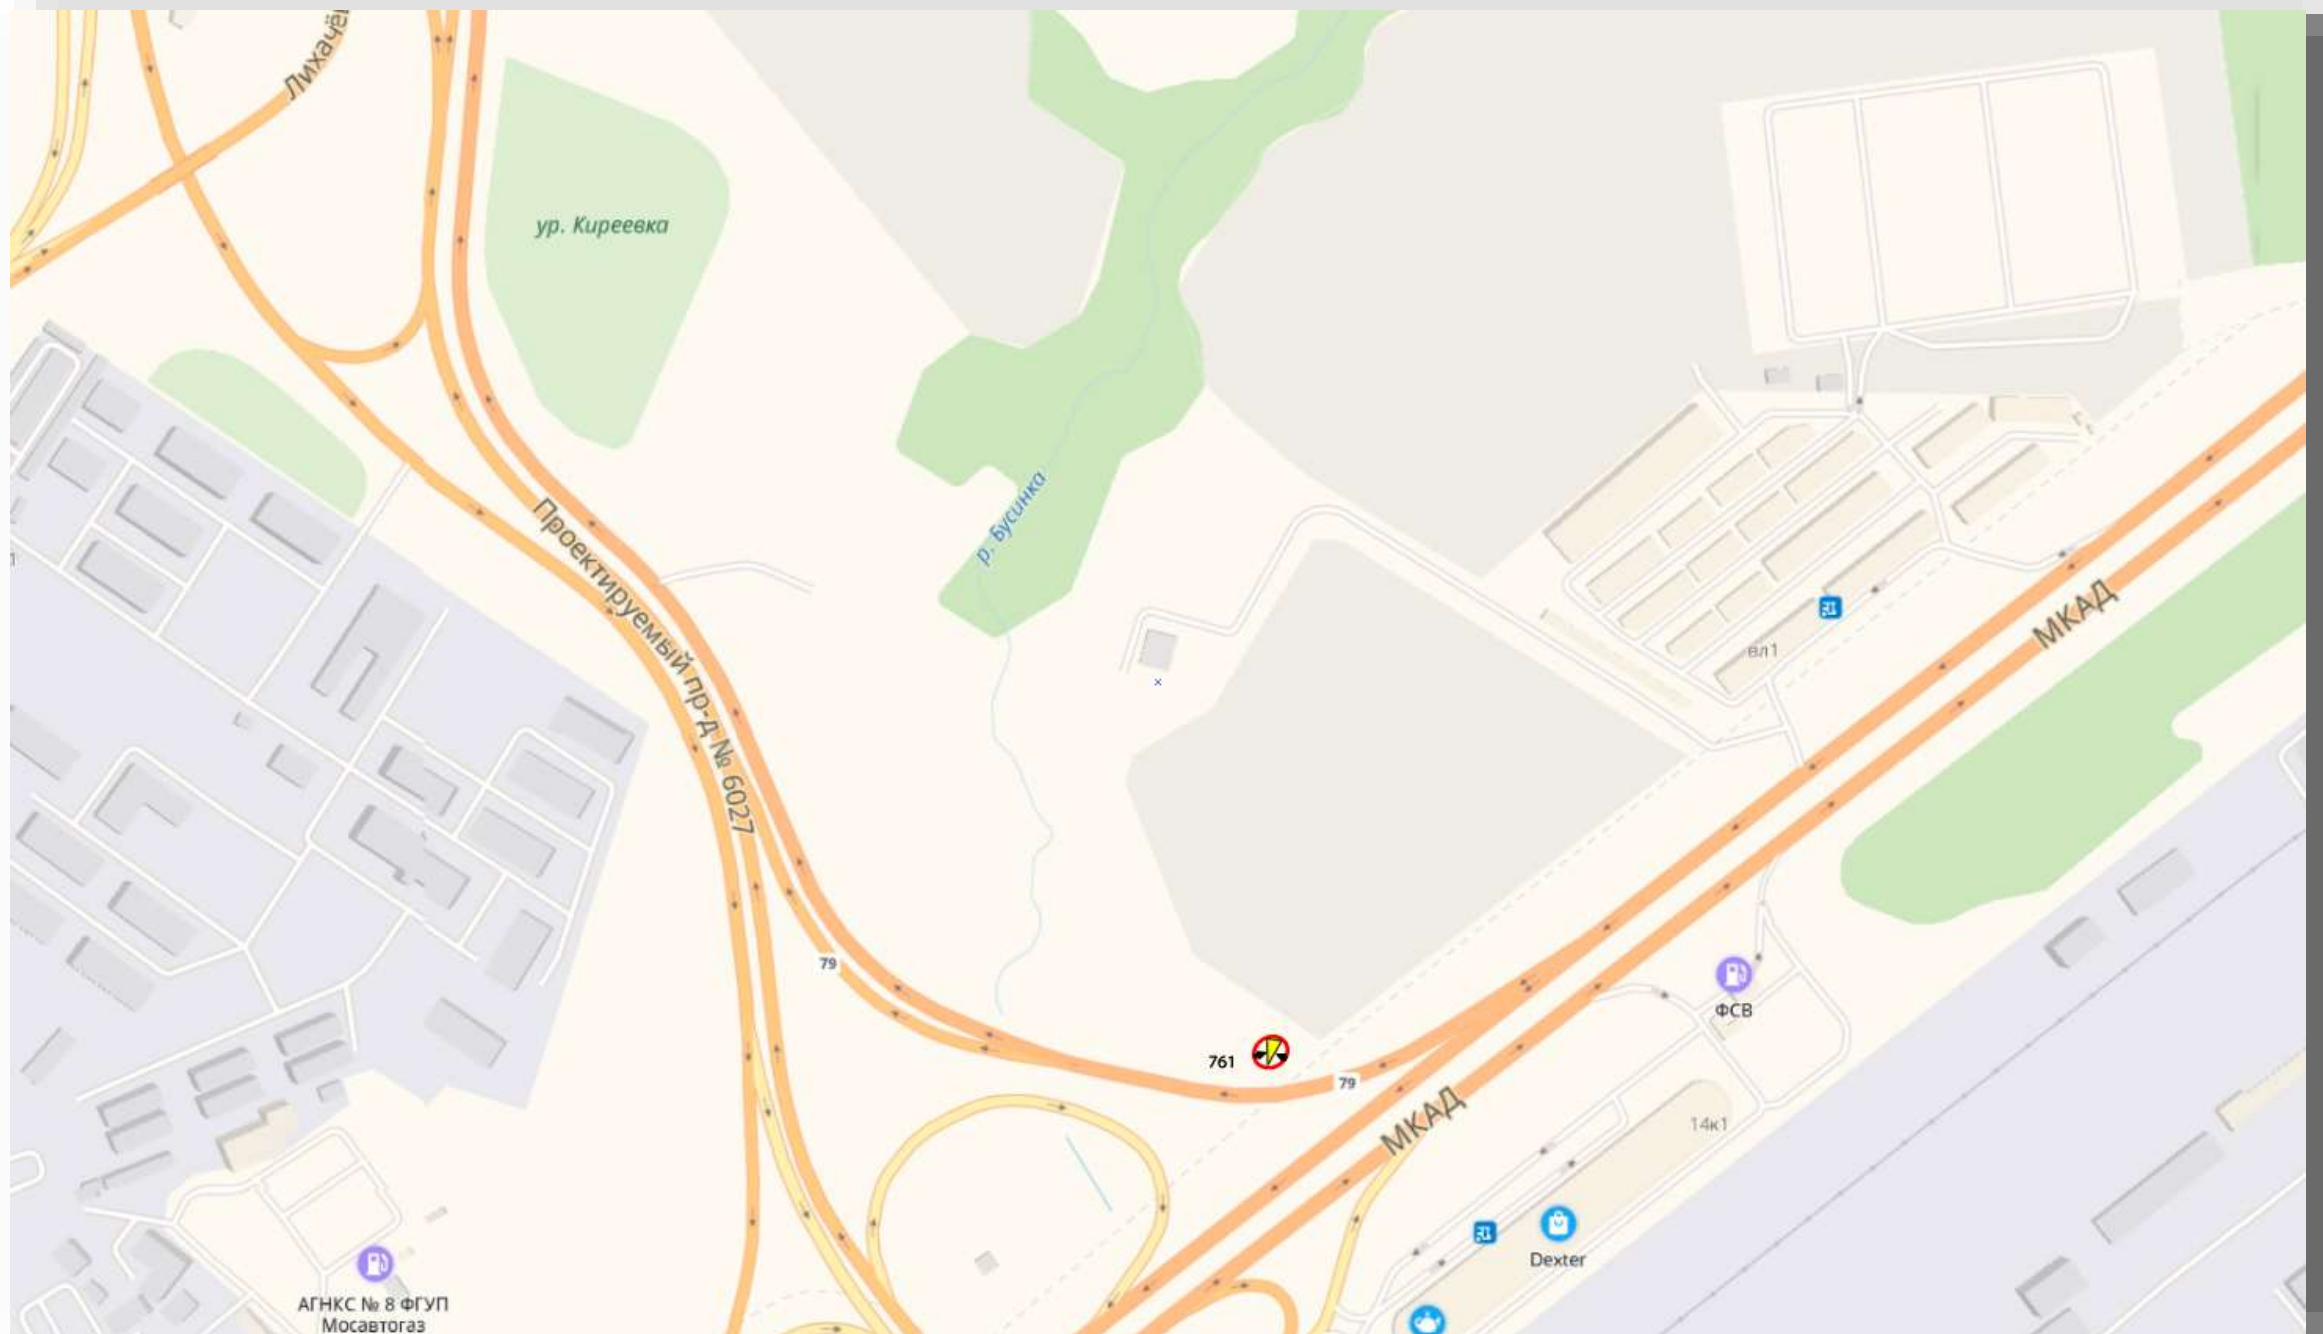 Лихачёв
ур. Киреевка
р. Бусинка
Проектируемый пр-д № 6027
МКАД
вл1
79
ФСВ
761
79
МКАД
14к1
Dexter
АГНКС № 8 ФГУП
Мосавтогаз